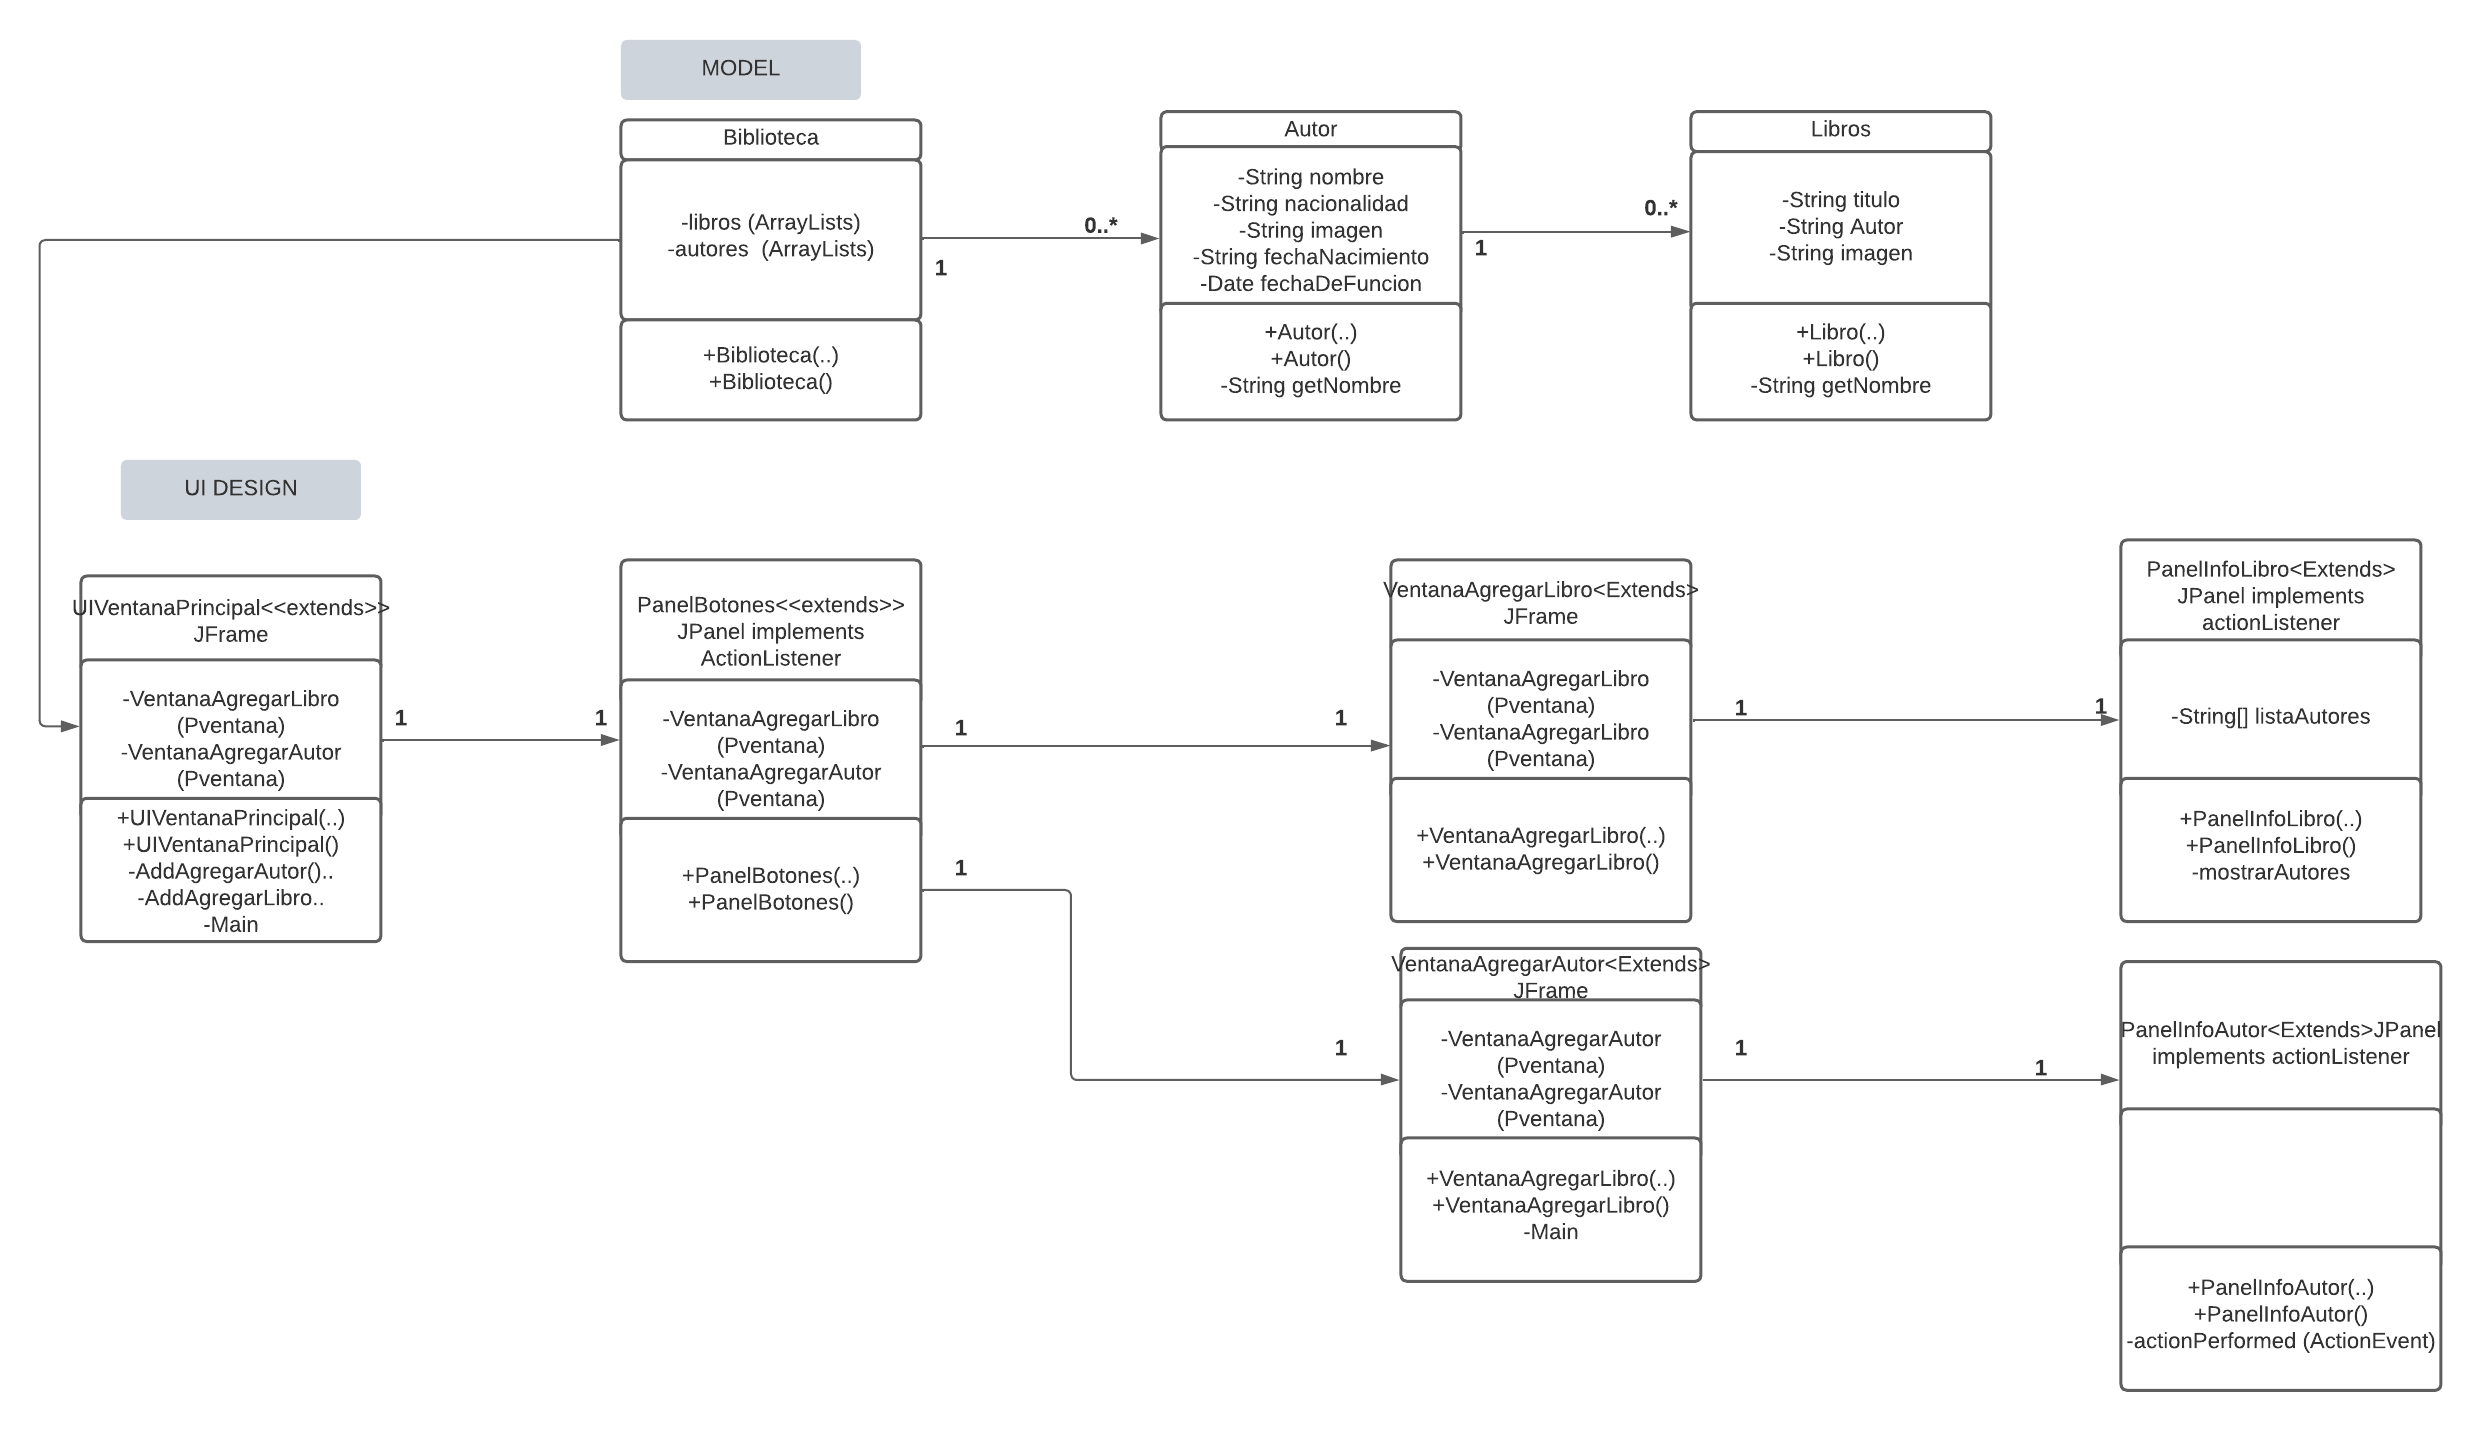 MODEL
Biblioteca
-libros (ArrayLists)
-autores  (ArrayLists)
+Biblioteca(..)
+Biblioteca()
1
0..*
Autor
-String nombre
-String nacionalidad
-String imagen
-String fechaNacimiento
-Date fechaDeFuncion
+Autor(..)
+Autor()
-String getNombre
1
0..*
Libros
-String titulo
-String Autor
-String imagen
+Libro(..)
+Libro()
-String getNombre
UI DESIGN
UIVentanaPrincipal<<extends>>
JFrame
-VentanaAgregarLibro
(Pventana)
-VentanaAgregarAutor
(Pventana)
+UIVentanaPrincipal(..)
+UIVentanaPrincipal()
-AddAgregarAutor()..
-AddAgregarLibro..
-Main
1
1
PanelBotones<<extends>>
JPanel implements
ActionListener
-VentanaAgregarLibro
(Pventana)
-VentanaAgregarAutor
(Pventana)
+PanelBotones(..)
+PanelBotones()
1
1
1
1
VentanaAgregarLibro<Extends>
JFrame
-VentanaAgregarLibro
(Pventana)
-VentanaAgregarLibro
(Pventana)
+VentanaAgregarLibro(..)
+VentanaAgregarLibro()
1
1
PanelInfoLibro<Extends>
JPanel implements
actionListener
-String[] listaAutores
+PanelInfoLibro(..)
+PanelInfoLibro()
-mostrarAutores
VentanaAgregarAutor<Extends>
JFrame
-VentanaAgregarAutor
(Pventana)
-VentanaAgregarAutor
(Pventana)
+VentanaAgregarLibro(..)
+VentanaAgregarLibro()
-Main
1
1
PanelInfoAutor<Extends>JPanel
implements actionListener
+PanelInfoAutor(..)
+PanelInfoAutor()
-actionPerformed (ActionEvent)